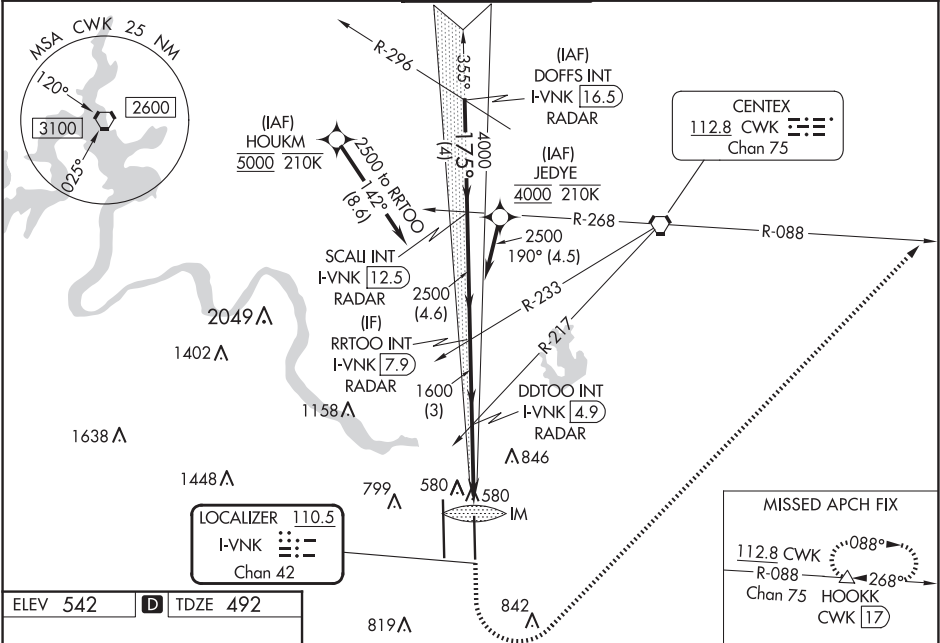 MSA CWK 25 NM
120°
3100
2600
025°
R-296
355°
(IAF)
DOFFS INT
I-VNK 16.5
RADAR
CENTEX
112.8 CWK
Chan 75
(IAF)
HOUKM
5000 210K
2500 to RRTOO
142°
(8.6)
175°
(4)
4000
(IAF)
JEDYE
4000 210K
R-268
R-088
2500
190° (4.5)
SCALI INT
I-VNK 12.5
RADAR
2500
(4.6)
R-233
R-217
(IF)
RRTOO INT
I-VNK 7.9
RADAR
1600
(3)
DDTOO INT
I-VNK 4.9
RADAR
2049
1402
1158
1638
1448
846
799
580
580
IM
LOCALIZER 110.5
I-VNK
Chan 42
MISSED APCH FIX
112.8 CWK
088°
R-088
268°
Chan 75
HOOKK
CWK 17
ELEV 542 D TDZE 492
819
842